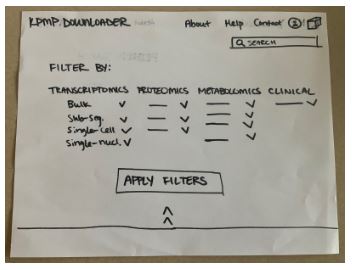 KPMP/DOWNLOADER About Help Contact 2
SEARCH
FILTER BY:
TRANSCRIPTOMICS PROTEOMICS METABOLOMICS CLINICAL
Bulk
Sub-Seg.
Single-cell
Single-nucl.
APPLY FILTERS